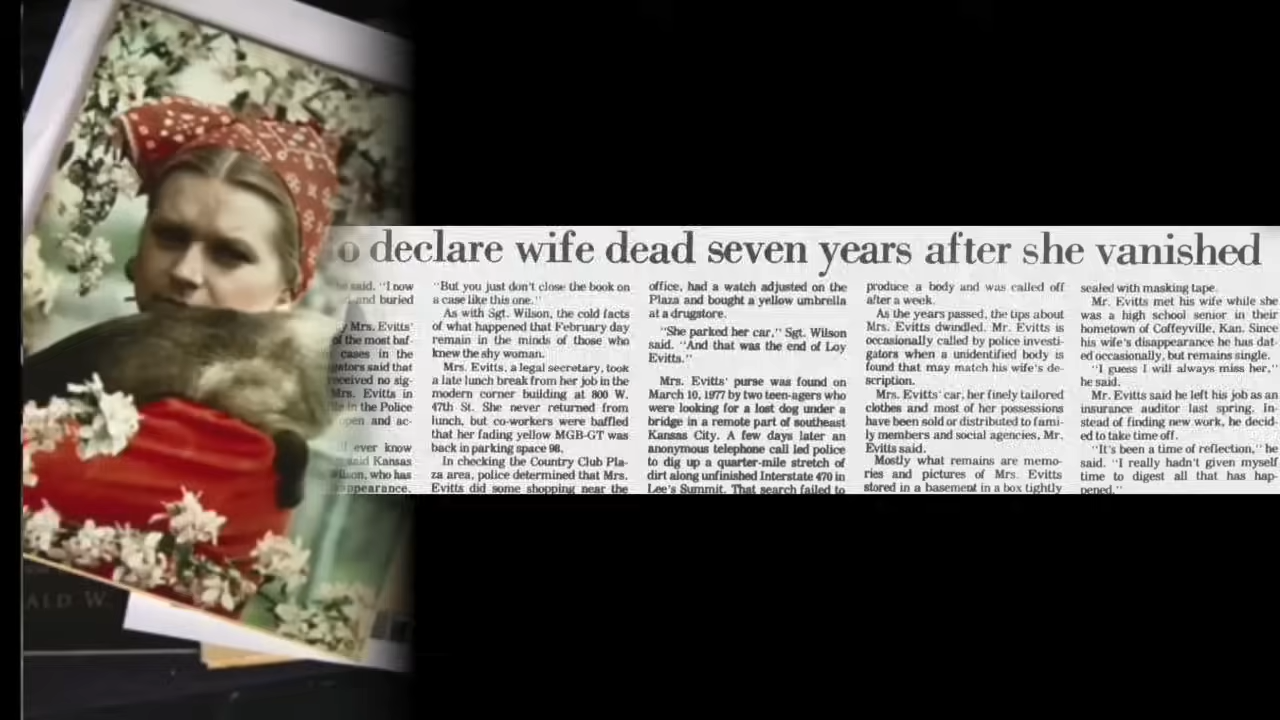 o declare wife dead seven years after she vanished
he said. "I now
and buried
y Mrs. Evitts'
of the most baf-
cases in the
gators said that
received no sig-
Mrs. Evitts in
in the Police
open and ac-
ever know
said Kansas
Wilson, who has
appearance.
"But you just don't close the book on
a case like this one."
As with Sgt. Wilson, the cold facts
of what happened that February day
remain in the minds of those who
knew the shy woman.
Mrs. Evitts, a legal secretary, took
a late lunch break from her job in the
modern corner building at 800 W.
47th St. She never returned from
lunch, but co-workers were baffled
that her fading yellow MGB-GT was
back in parking space 98.
In checking the Country Club Pla-
za area, police determined that Mrs.
Evitts did some shopping near the
office, had a watch adjusted on the
Plaza and bought a yellow umbrella
at a drugstore.
"She parked her car," Sgt. Wilson
said. "And that was the end of Loy
Evitts."
Mrs. Evitts' purse was found on
March 10, 1977 by two teen-agers who
were looking for a lost dog under a
bridge in a remote part of southeast
Kansas City. A few days later an
anonymous telephone call led police
to dig up a quarter-mile stretch of
dirt along unfinished Interstate 470 in
Lee's Summit. That search failed to
produce a body and was called off
after a week.
As the years passed, the tips about
Mrs. Evitts dwindled. Mr. Evitts is
occasionally called by police investi-
gators when a unidentified body is
found that may match his wife's de-
scription.
Mrs. Evitts' car, her finely tailored
clothes and most of her possessions
have been sold or distributed to fami-
ly members and social agencies, Mr.
Evitts said.
Mostly what remains are memo-
ries and pictures of Mrs. Evitts
stored in a basement in a box tightly
sealed with masking tape.
Mr. Evitts met his wife while she
was a high school senior in their
hometown of Coffeyville, Kan. Since
his wife's disappearance he has dat-
ed occasionally, but remains single.
"I guess I will always miss her,"
he said.
Mr. Evitts said he left his job as an
insurance auditor last spring. In-
stead of finding new work, he decid-
ed to take time off.
"It's been a time of reflection," he
said. "I really hadn't given myself
time to digest all that has hap-
pened."
ALD W.